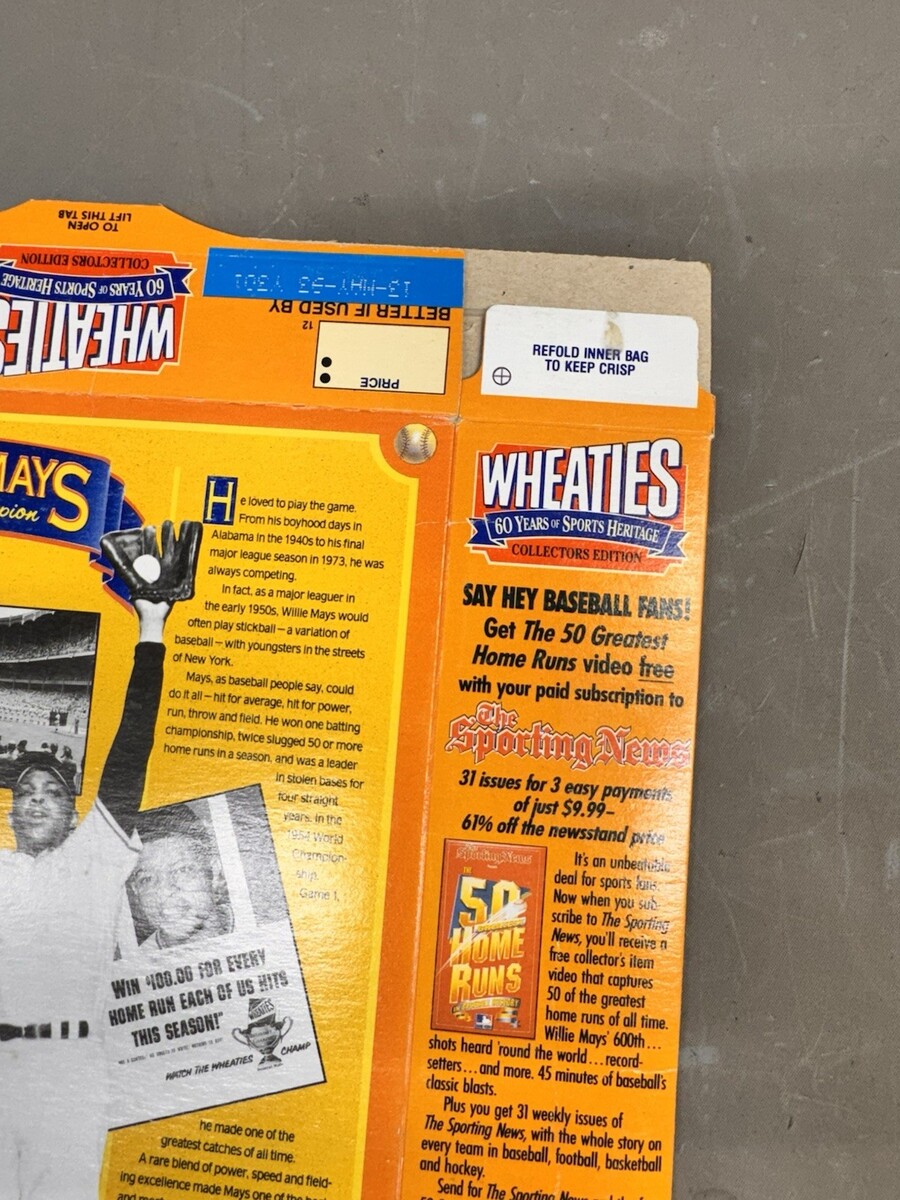 TO OPEN
LIFT THIS TAB
WHEATIES
60 YEARS OF SPORTS HERITAGE
COLLECTORS EDITION
13-MAY-93 Y301
BETTER IF USED BY
12
PRICE
REFOLD INNER BAG
TO KEEP CRISP
MAYS
He loved to play the game.
From his boyhood days in
Alabama in the 1940s to his final
major league season in 1973, he was
always competing.
In fact, as a major leaguer in
the early 1950s, Willie Mays would
often play stickball – a variation of
baseball – with youngsters in the streets
of New York.
Mays, as baseball people say, could
do it all – hit for average, hit for power,
run, throw and field. He won one batting
championship, twice slugged 50 or more
home runs in a season, and was a leader
in stolen bases for
four straight
years. In the
1954 World
Champion-
ship,
Game 1,
WIN $100.00 FOR EVERY
HOME RUN EACH OF US HITS
THIS SEASON!"
WHEATIES
WATCH THE WHEATIES CHAMP
he made one of the
greatest catches of all time.
A rare blend of power, speed and field-
ing excellence made Mays one of the
WHEATIES
60 YEARS OF SPORTS HERITAGE
COLLECTORS EDITION
SAY HEY BASEBALL FANS!
Get The 50 Greatest
Home Runs video free
with your paid subscription to
The
Sporting News
31 issues for 3 easy payments
of just $9.99–
61% off the newsstand price
Sporting News
THE
50
HOME
RUNS
It's an unbeatable
deal for sports fans.
Now when you sub-
scribe to The Sporting
News, you'll receive a
free collector's item
video that captures
50 of the greatest
home runs of all time.
Willie Mays' 600th...
shots heard 'round the world...record-
setters...and more. 45 minutes of baseball's
classic blasts.
Plus you get 31 weekly issues of
The Sporting News, with the whole story on
every team in baseball, football, basketball
and hockey.
Send for The Sporting News and the